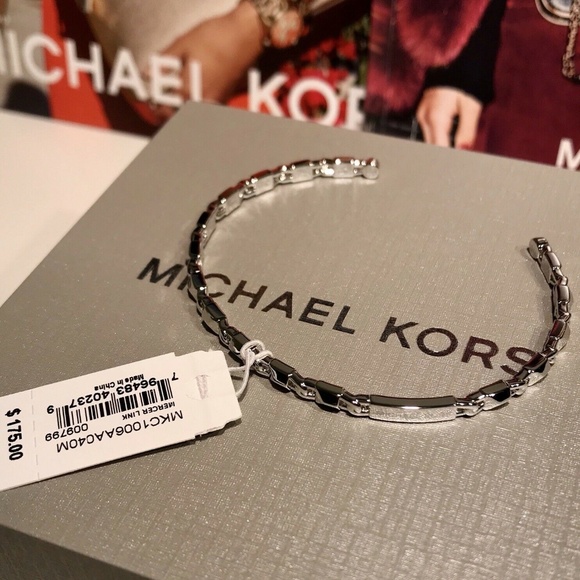 MICHAEL KOR
M
MICHAEL KORS
MKC1006AA040M
009799
MERCER LINK
7 96483 40237 9
Made in China
$175.00